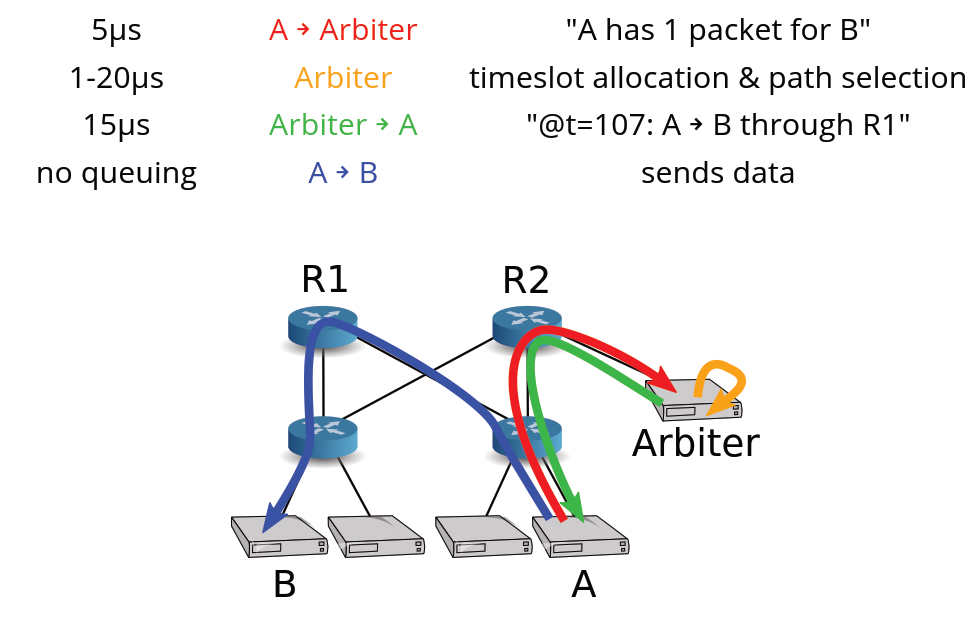 5μs A → Arbiter "A has 1 packet for B"
1-20μs Arbiter timeslot allocation & path selection
15μs Arbiter → A "@t=107: A → B through R1"
no queuing A → B sends data
R1 R2
Arbiter
B A